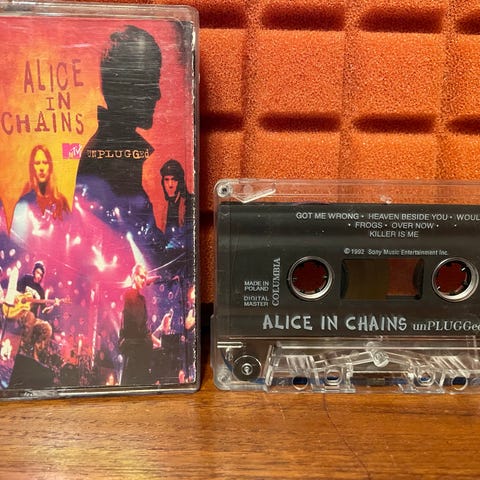 ALICE
IN
CHAINS
MTV
UNPLUGGED
GOT ME WRONG • HEAVEN BESIDE YOU • WOUL
FROGS • OVER NOW •
KILLER IS ME
© 1992 Sony Music Entertainment Inc.
MADE IN
POLAND
DIGITAL
MASTER
COLUMBIA
ALICE IN CHAINS unPLUGGed